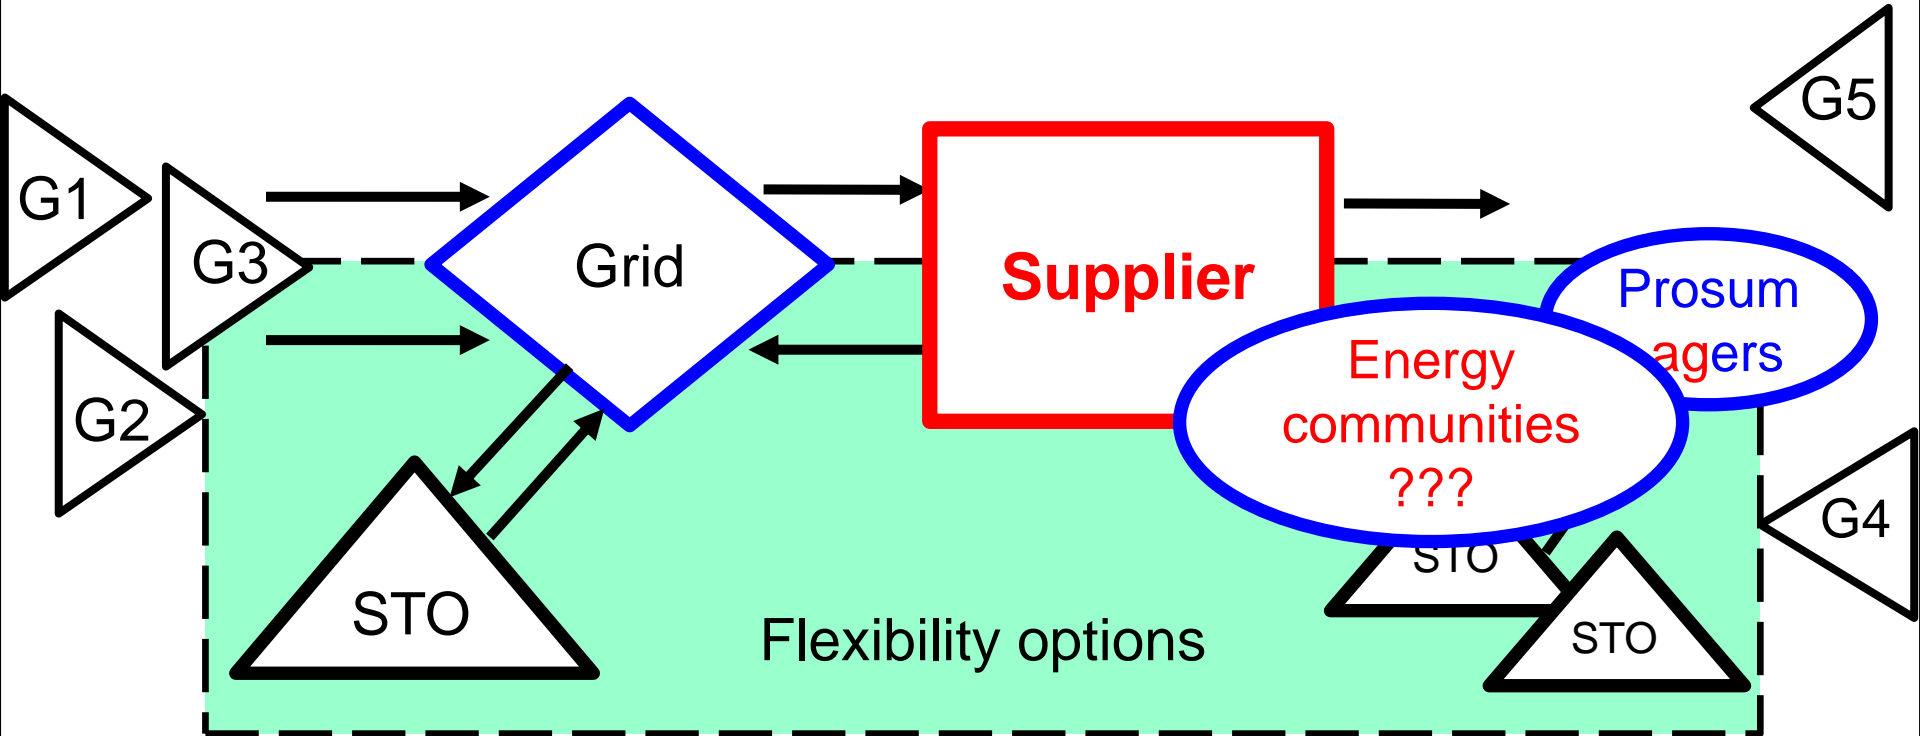 G5
G1
G3
Grid
Supplier
Prosum
agers
Energy
communities
???
G2
G4
STO
STO
STO
Flexibility options